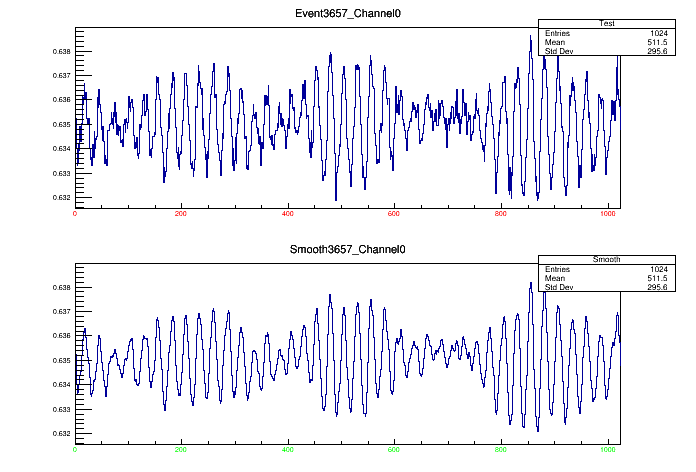 Event3657_Channel0
Test
Entries 1024
Mean 511.5
Std Dev 295.6
0.638
0.637
0.636
0.635
0.634
0.633
0.632
0 200 400 600 800 1000
Smooth3657_Channel0
Smooth
Entries 1024
Mean 511.5
Std Dev 295.6
0.638
0.637
0.636
0.635
0.634
0.633
0.632
0 200 400 600 800 1000